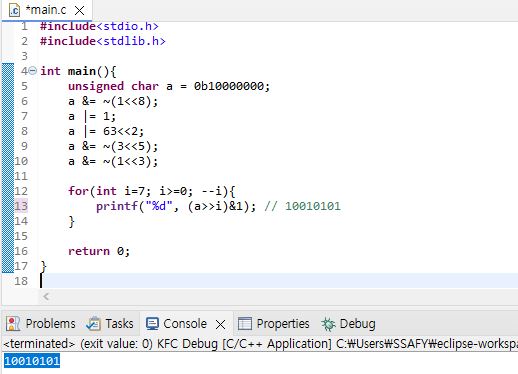 *main.c
1 #include<stdio.h>
2 #include<stdlib.h>
3
4 int main(){
5 unsigned char a = 0b10000000;
6 a &= ~(1<<8);
7 a |= 1;
8 a |= 63<<2;
9 a &= ~(3<<5);
10 a &= ~(1<<3);
11
12 for(int i=7; i>=0; --i){
13 printf("%d", (a>>i)&1); // 10010101
14 }
15
16 return 0;
17 }
18
Problems Tasks Console Properties Debug
<terminated> (exit value: 0) KFC Debug [C/C++ Application] C:₩Users₩SSAFY₩eclipse-workspa
10010101